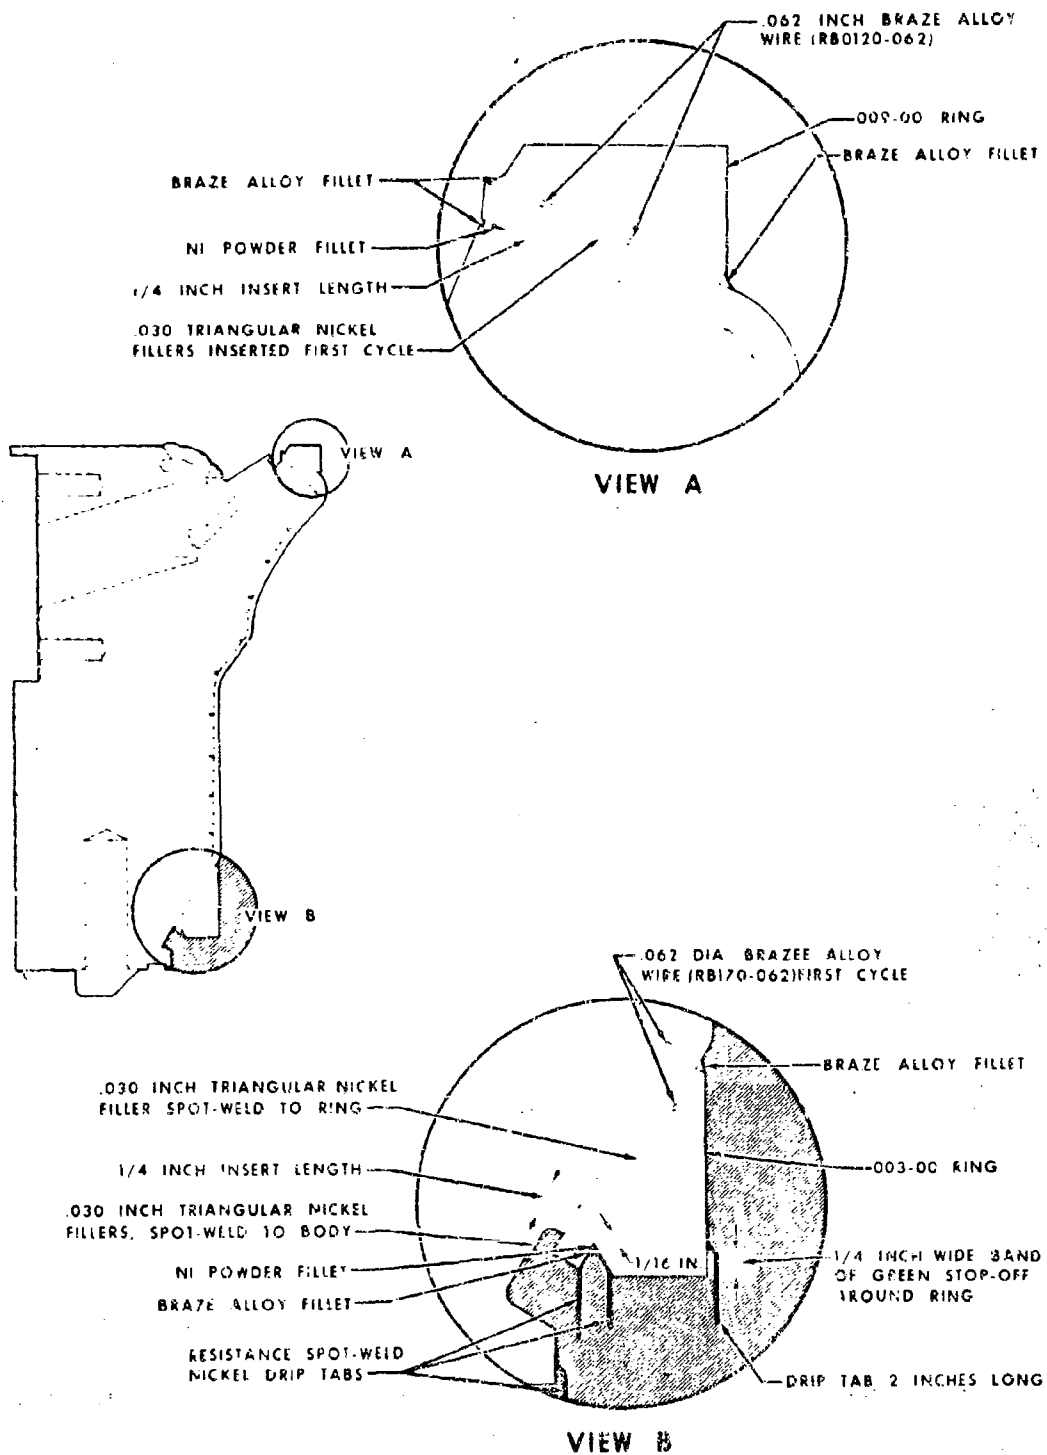 .062 INCH BRAZE ALLOY
WIRE (RB0120-062)
009-00 RING
BRAZE ALLOY FILLET
BRAZE ALLOY FILLET
NI POWDER FILLET
1/4 INCH INSERT LENGTH
.030 TRIANGULAR NICKEL
FILLERS INSERTED FIRST CYCLE
VIEW A
VIEW A
VIEW B
.062 DIA BRAZEE ALLOY
WIRE (RB170-062) FIRST CYCLE
BRAZE ALLOY FILLET
.030 INCH TRIANGULAR NICKEL
FILLER SPOT-WELD TO RING
1/4 INCH INSERT LENGTH
003-00 RING
.030 INCH TRIANGULAR NICKEL
FILLERS, SPOT-WELD TO BODY
NI POWDER FILLET
1/16 IN.
1/4 INCH WIDE BAND
OF GREEN STOP-OFF
AROUND RING
BRAZE ALLOY FILLET
RESISTANCE SPOT-WELD
NICKEL DRIP TABS
DRIP TAB 2 INCHES LONG
VIEW B